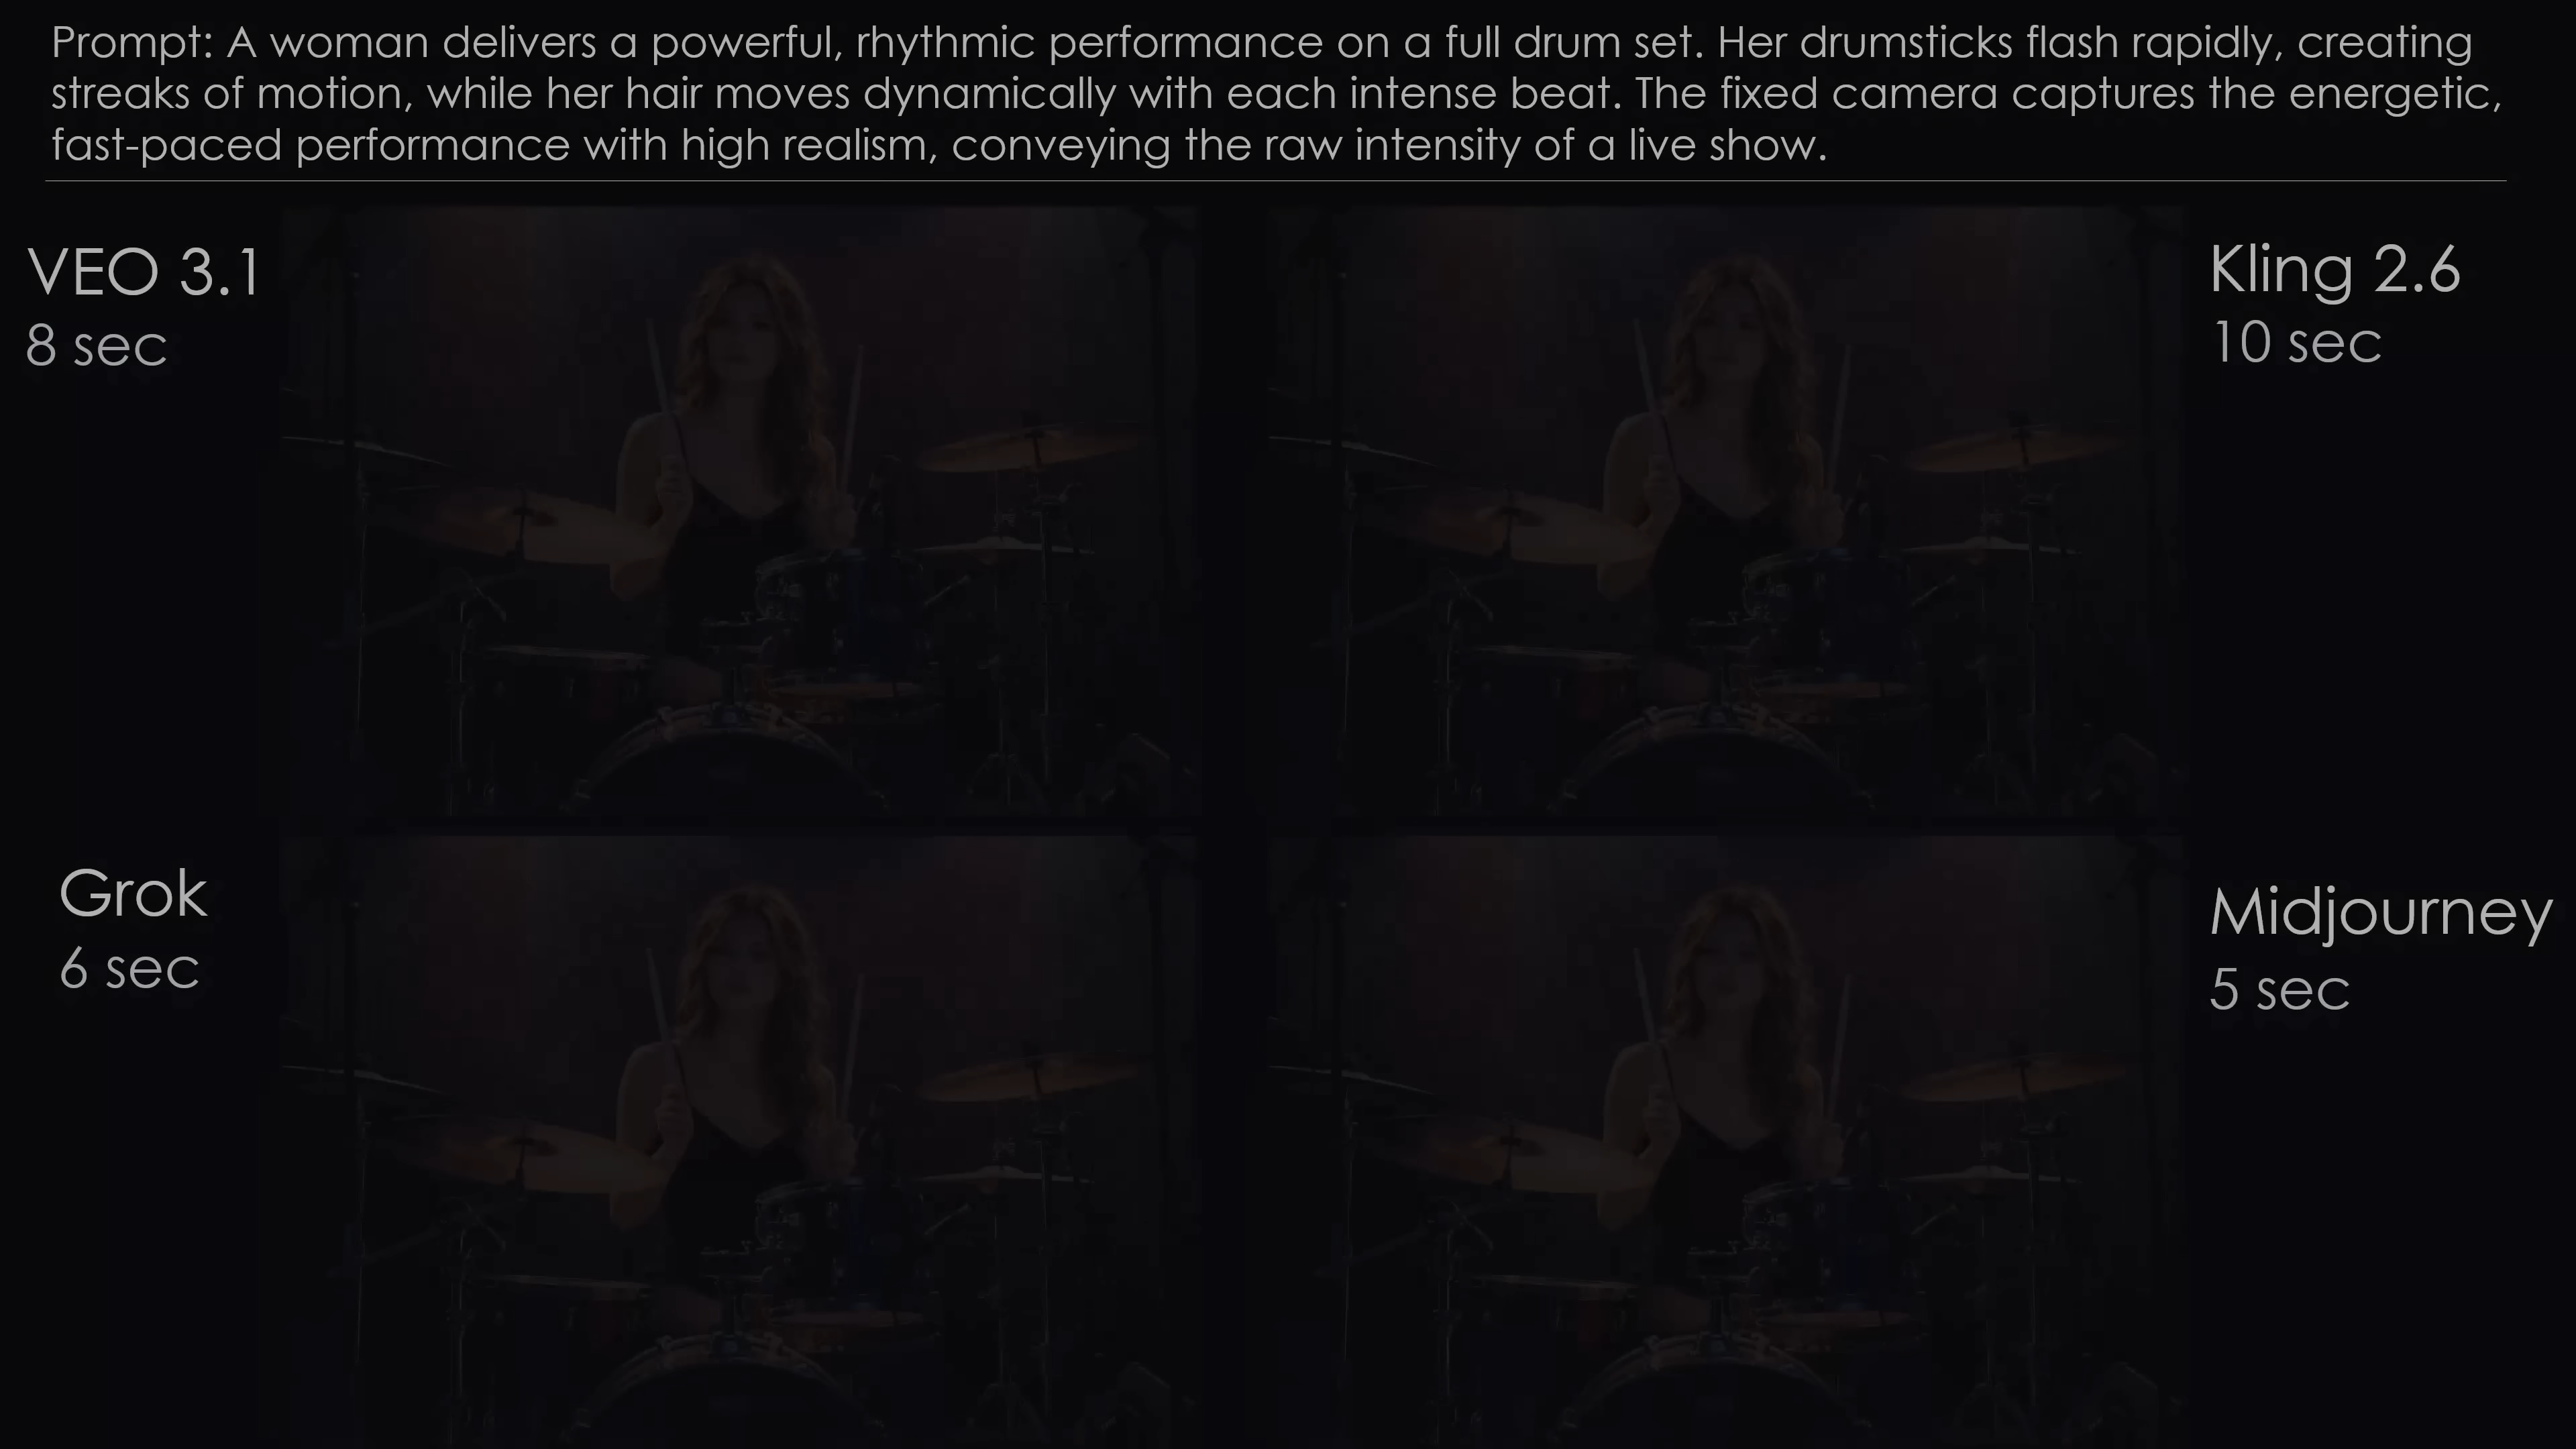 Prompt: A woman delivers a powerful, rhythmic performance on a full drum set. Her drumsticks flash rapidly, creating
streaks of motion, while her hair moves dynamically with each intense beat. The fixed camera captures the energetic,
fast-paced performance with high realism, conveying the raw intensity of a live show.
VEO 3.1
8 sec
Kling 2.6
10 sec
Grok
6 sec
Midjourney
5 sec